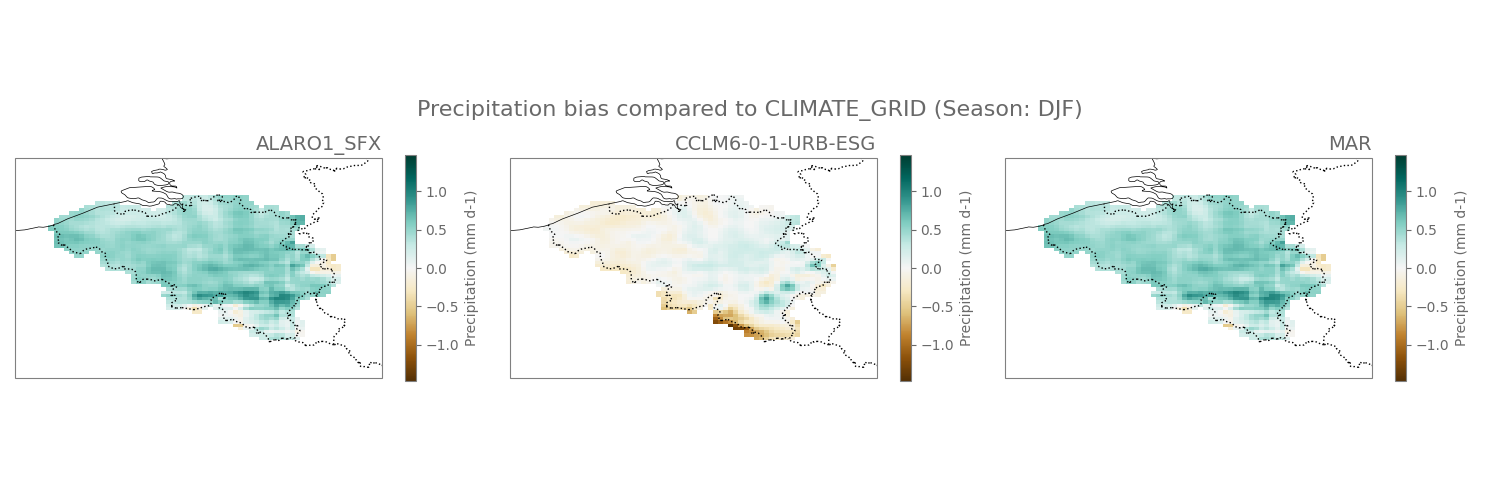 Precipitation bias compared to CLIMATE_GRID (Season: DJF)
ALARO1_SFX
1.0
0.5
0.0
−0.5
−1.0
Precipitation (mm d-1)
CCLM6-0-1-URB-ESG
1.0
0.5
0.0
−0.5
−1.0
Precipitation (mm d-1)
MAR
1.0
0.5
0.0
−0.5
−1.0
Precipitation (mm d-1)